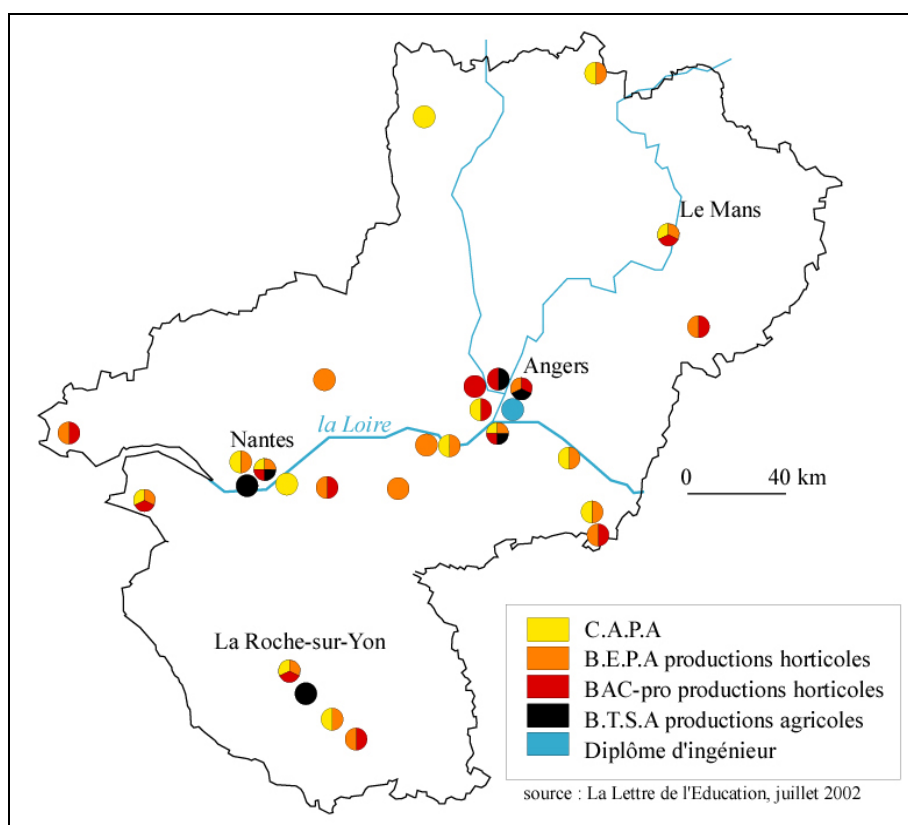 Le Mans
Angers
la Loire
Nantes
0 40 km
La Roche-sur-Yon
C.A.P.A
B.E.P.A productions horticoles
BAC-pro productions horticoles
B.T.S.A productions agricoles
Diplôme d'ingénieur
source : La Lettre de l'Education, juillet 2002